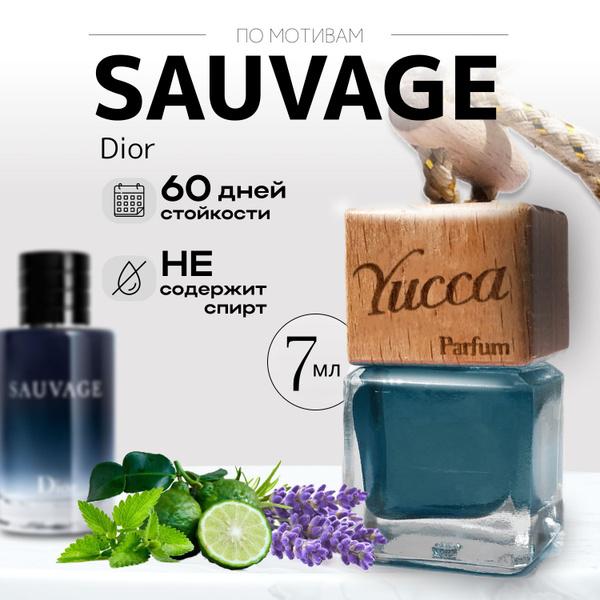 ПО МОТИВАМ
SAUVAGE
Dior
60 дней
стойкости
НЕ
содержит
спирт
7 мл
Yucca
Parfum
SAUVAGE
Dior